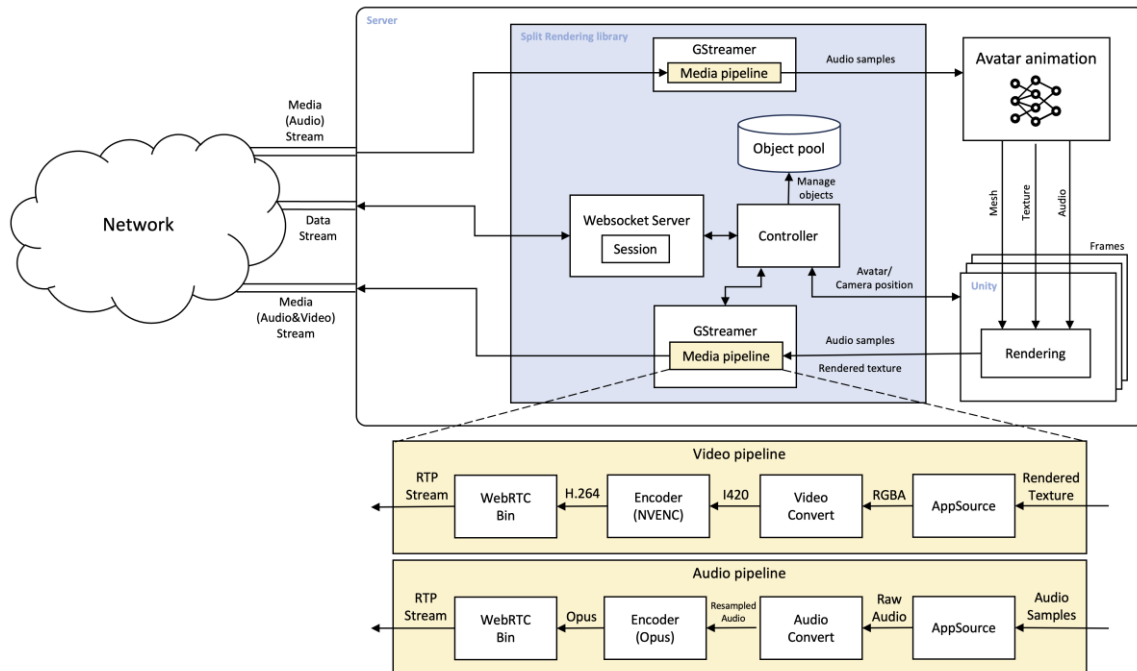 Server
Split Rendering library
GStreamer
Media pipeline
Audio samples
Avatar animation
Media
(Audio)
Stream
Object pool
Manage
objects
Mesh
Texture
Audio
Network
Data
Stream
Websocket Server
Session
Controller
Frames
Avatar/
Camera position
Unity
Media
(Audio&Video)
Stream
GStreamer
Media pipeline
Audio samples
Rendered texture
Rendering
Video pipeline
RTP
Stream
WebRTC
Bin
H.264
Encoder
(NVENC)
I420
Video
Convert
RGBA
AppSource
Rendered
Texture
Audio pipeline
RTP
Stream
WebRTC
Bin
Opus
Encoder
(Opus)
Resampled
Audio
Audio
Convert
Raw
Audio
AppSource
Audio
Samples